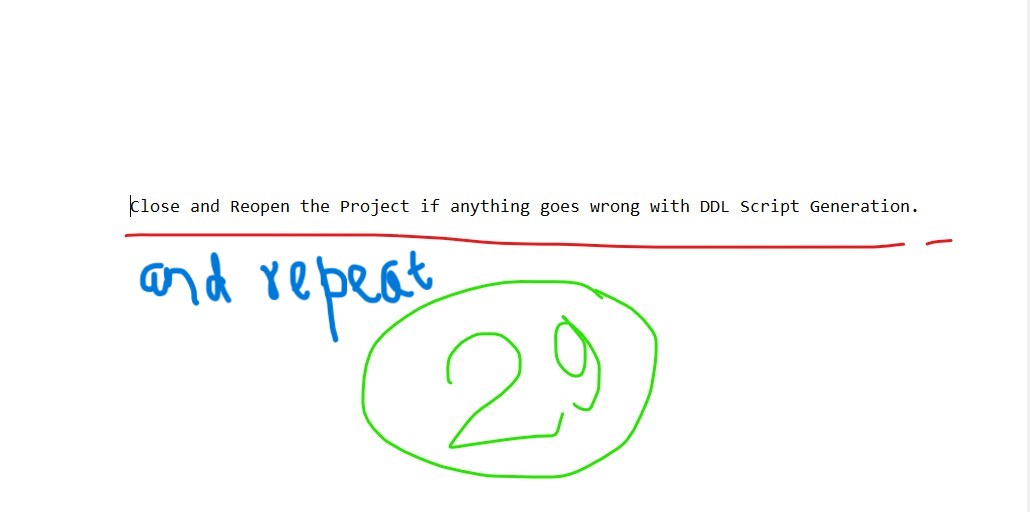 Close and Reopen the Project if anything goes wrong with DDL Script Generation.
and repeat
29